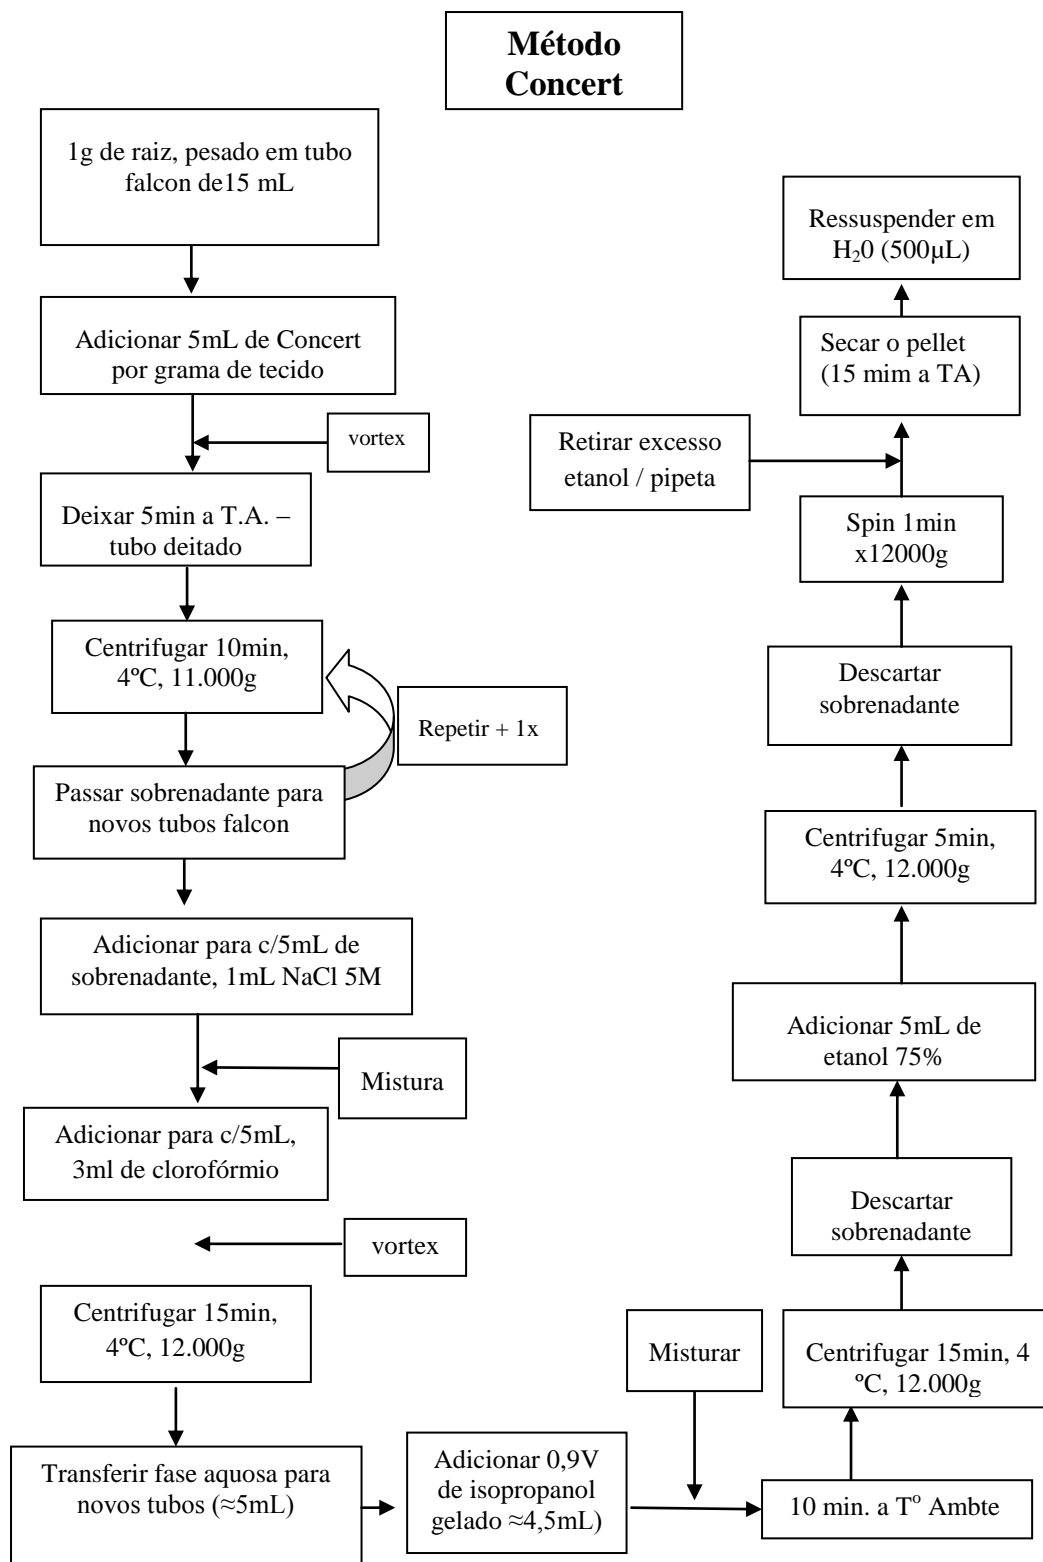 Método
Concert
1g de raiz, pesado em tubo
falcon de15 mL
Adicionar 5mL de Concert
por grama de tecido
vortex
Deixar 5min a T.A. –
tubo deitado
Centrifugar 10min,
4ºC, 11.000g
Repetir + 1x
Passar sobrenadante para
novos tubos falcon
Adicionar para c/5mL de
sobrenadante, 1mL NaCl 5M
Mistura
Adicionar para c/5mL,
3ml de clorofórmio
vortex
Centrifugar 15min,
4ºC, 12.000g
Transferir fase aquosa para
novos tubos (≈5mL)
Adicionar 0,9V
de isopropanol
gelado ≈4,5mL)
Misturar
10 min. a Tº Ambte
Centrifugar 15min, 4
ºC, 12.000g
Descartar
sobrenadante
Adicionar 5mL de
etanol 75%
Centrifugar 5min,
4ºC, 12.000g
Descartar
sobrenadante
Spin 1min
x12000g
Retirar excesso
etanol / pipeta
Secar o pellet
(15 mim a TA)
Ressuspender em
H₂0 (500µL)